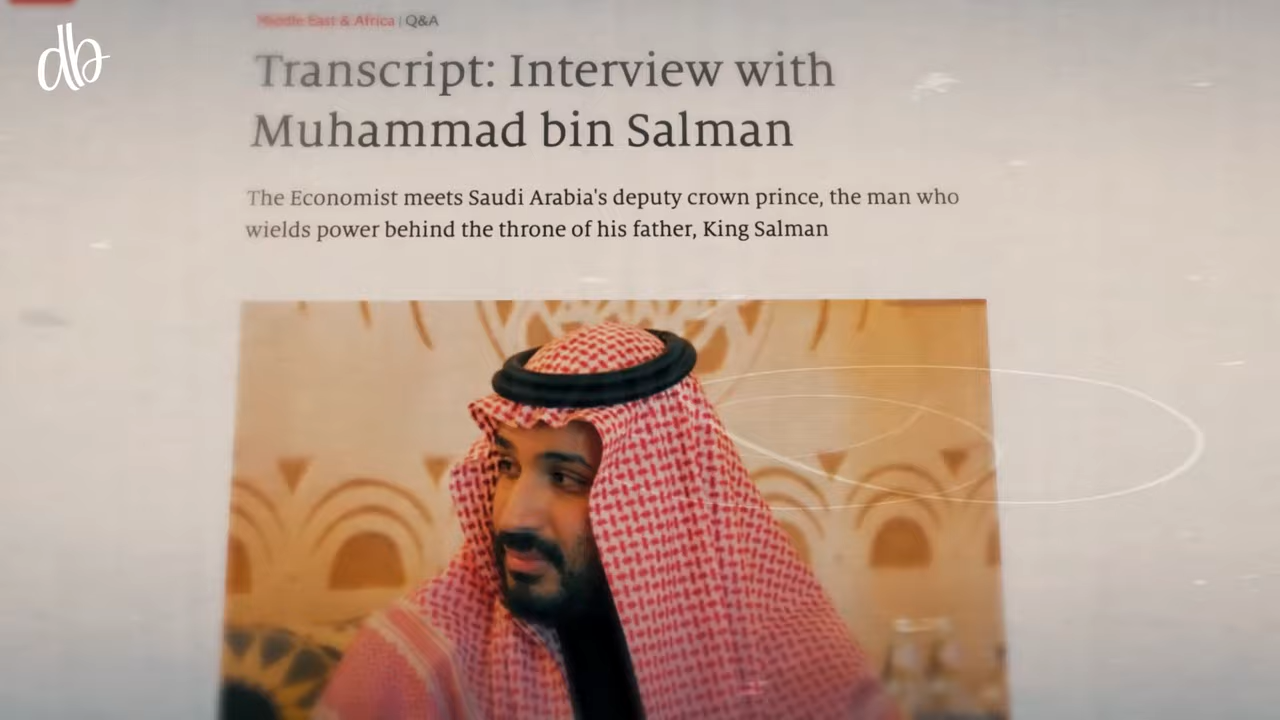 db
Middle East & Africa | Q&A
Transcript: Interview with
Muhammad bin Salman
The Economist meets Saudi Arabia's deputy crown prince, the man who
wields power behind the throne of his father, King Salman